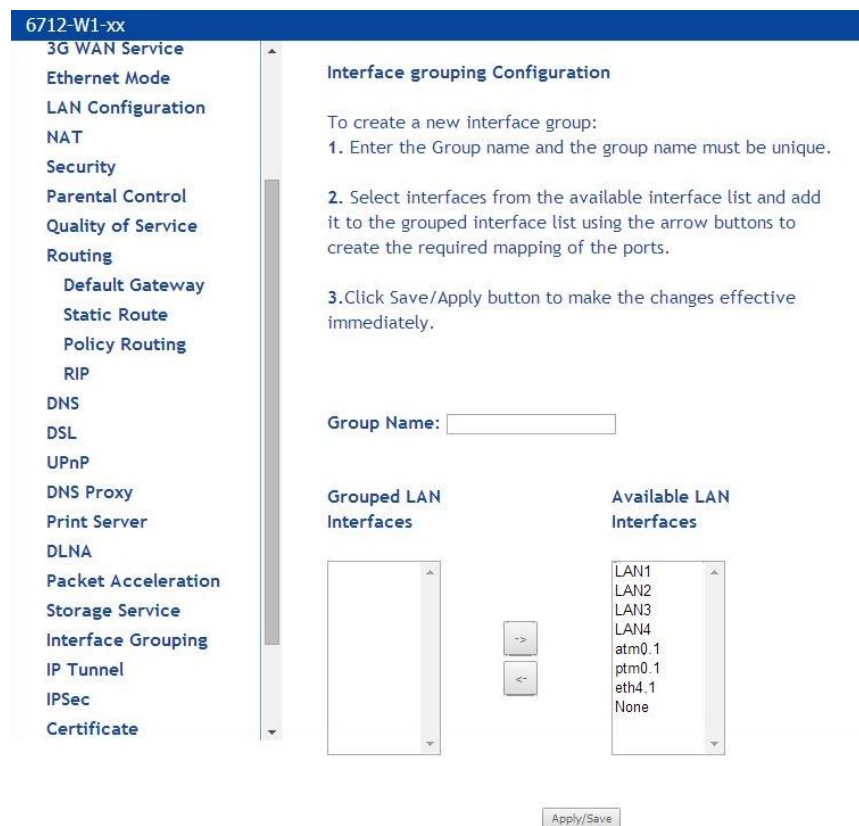 6712-W1-xx
3G WAN Service
Ethernet Mode
LAN Configuration
NAT
Security
Parental Control
Quality of Service
Routing
Default Gateway
Static Route
Policy Routing
RIP
DNS
DSL
UPnP
DNS Proxy
Print Server
DLNA
Packet Acceleration
Storage Service
Interface Grouping
IP Tunnel
IPSec
Certificate
Interface grouping Configuration
To create a new interface group:
1. Enter the Group name and the group name must be unique.
2. Select interfaces from the available interface list and add
it to the grouped interface list using the arrow buttons to
create the required mapping of the ports.
3.Click Save/Apply button to make the changes effective
immediately.
Group Name:
Grouped LAN
Interfaces
->
<-
Available LAN
Interfaces
LAN1
LAN2
LAN3
LAN4
atm0.1
ptm0.1
eth4.1
None
Apply/Save